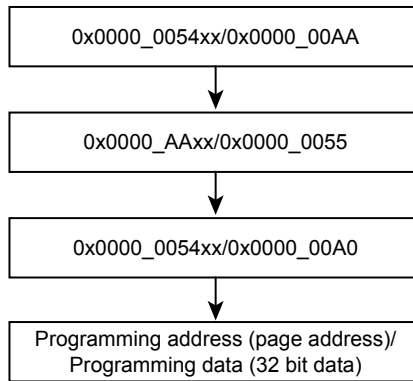 0x0000_0054xx/0x0000_00AA
0x0000_AAxx/0x0000_0055
0x0000_0054xx/0x0000_00A0
Programming address (page address)/
Programming data (32 bit data)